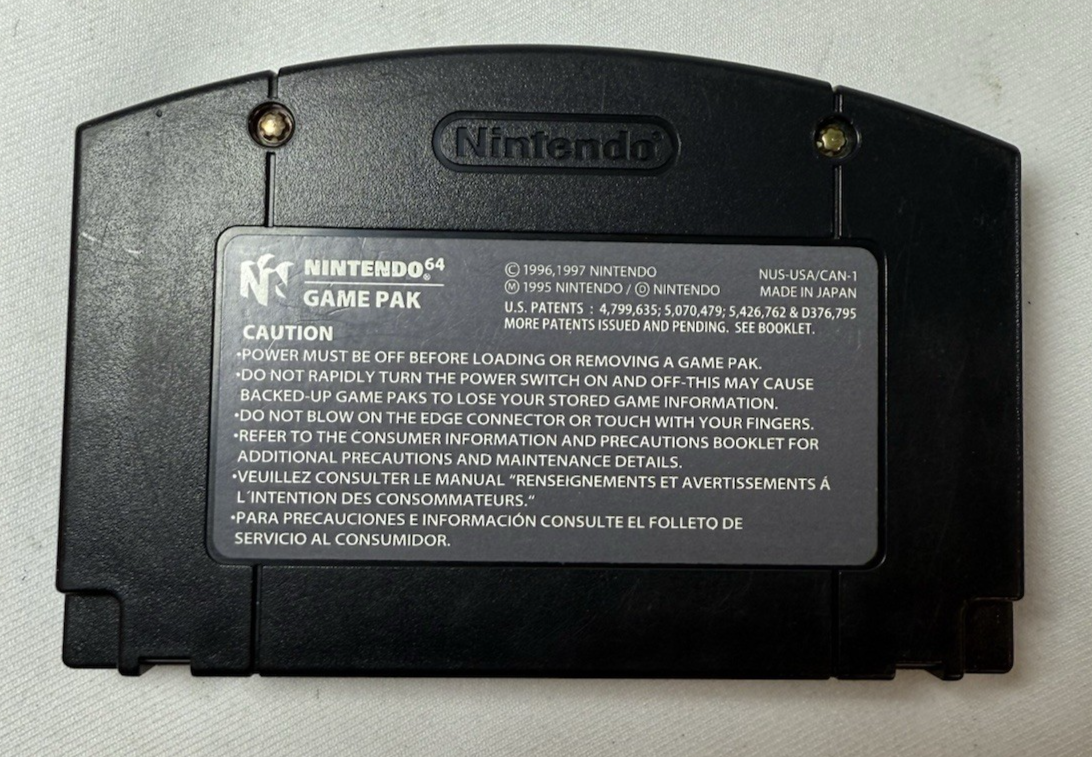 Nintendo®
NINTENDO64®
GAME PAK
© 1996,1997 NINTENDO
Ⓜ 1995 NINTENDO / Ⓓ NINTENDO
NUS-USA/CAN-1
MADE IN JAPAN
U.S. PATENTS : 4,799,635; 5,070,479; 5,426,762 & D376,795
MORE PATENTS ISSUED AND PENDING. SEE BOOKLET.
CAUTION
•POWER MUST BE OFF BEFORE LOADING OR REMOVING A GAME PAK.
•DO NOT RAPIDLY TURN THE POWER SWITCH ON AND OFF-THIS MAY CAUSE
BACKED-UP GAME PAKS TO LOSE YOUR STORED GAME INFORMATION.
•DO NOT BLOW ON THE EDGE CONNECTOR OR TOUCH WITH YOUR FINGERS.
•REFER TO THE CONSUMER INFORMATION AND PRECAUTIONS BOOKLET FOR
ADDITIONAL PRECAUTIONS AND MAINTENANCE DETAILS.
•VEUILLEZ CONSULTER LE MANUAL “RENSEIGNEMENTS ET AVERTISSEMENTS Á
L´INTENTION DES CONSOMMATEURS.“
•PARA PRECAUCIONES E INFORMACIÓN CONSULTE EL FOLLETO DE
SERVICIO AL CONSUMIDOR.